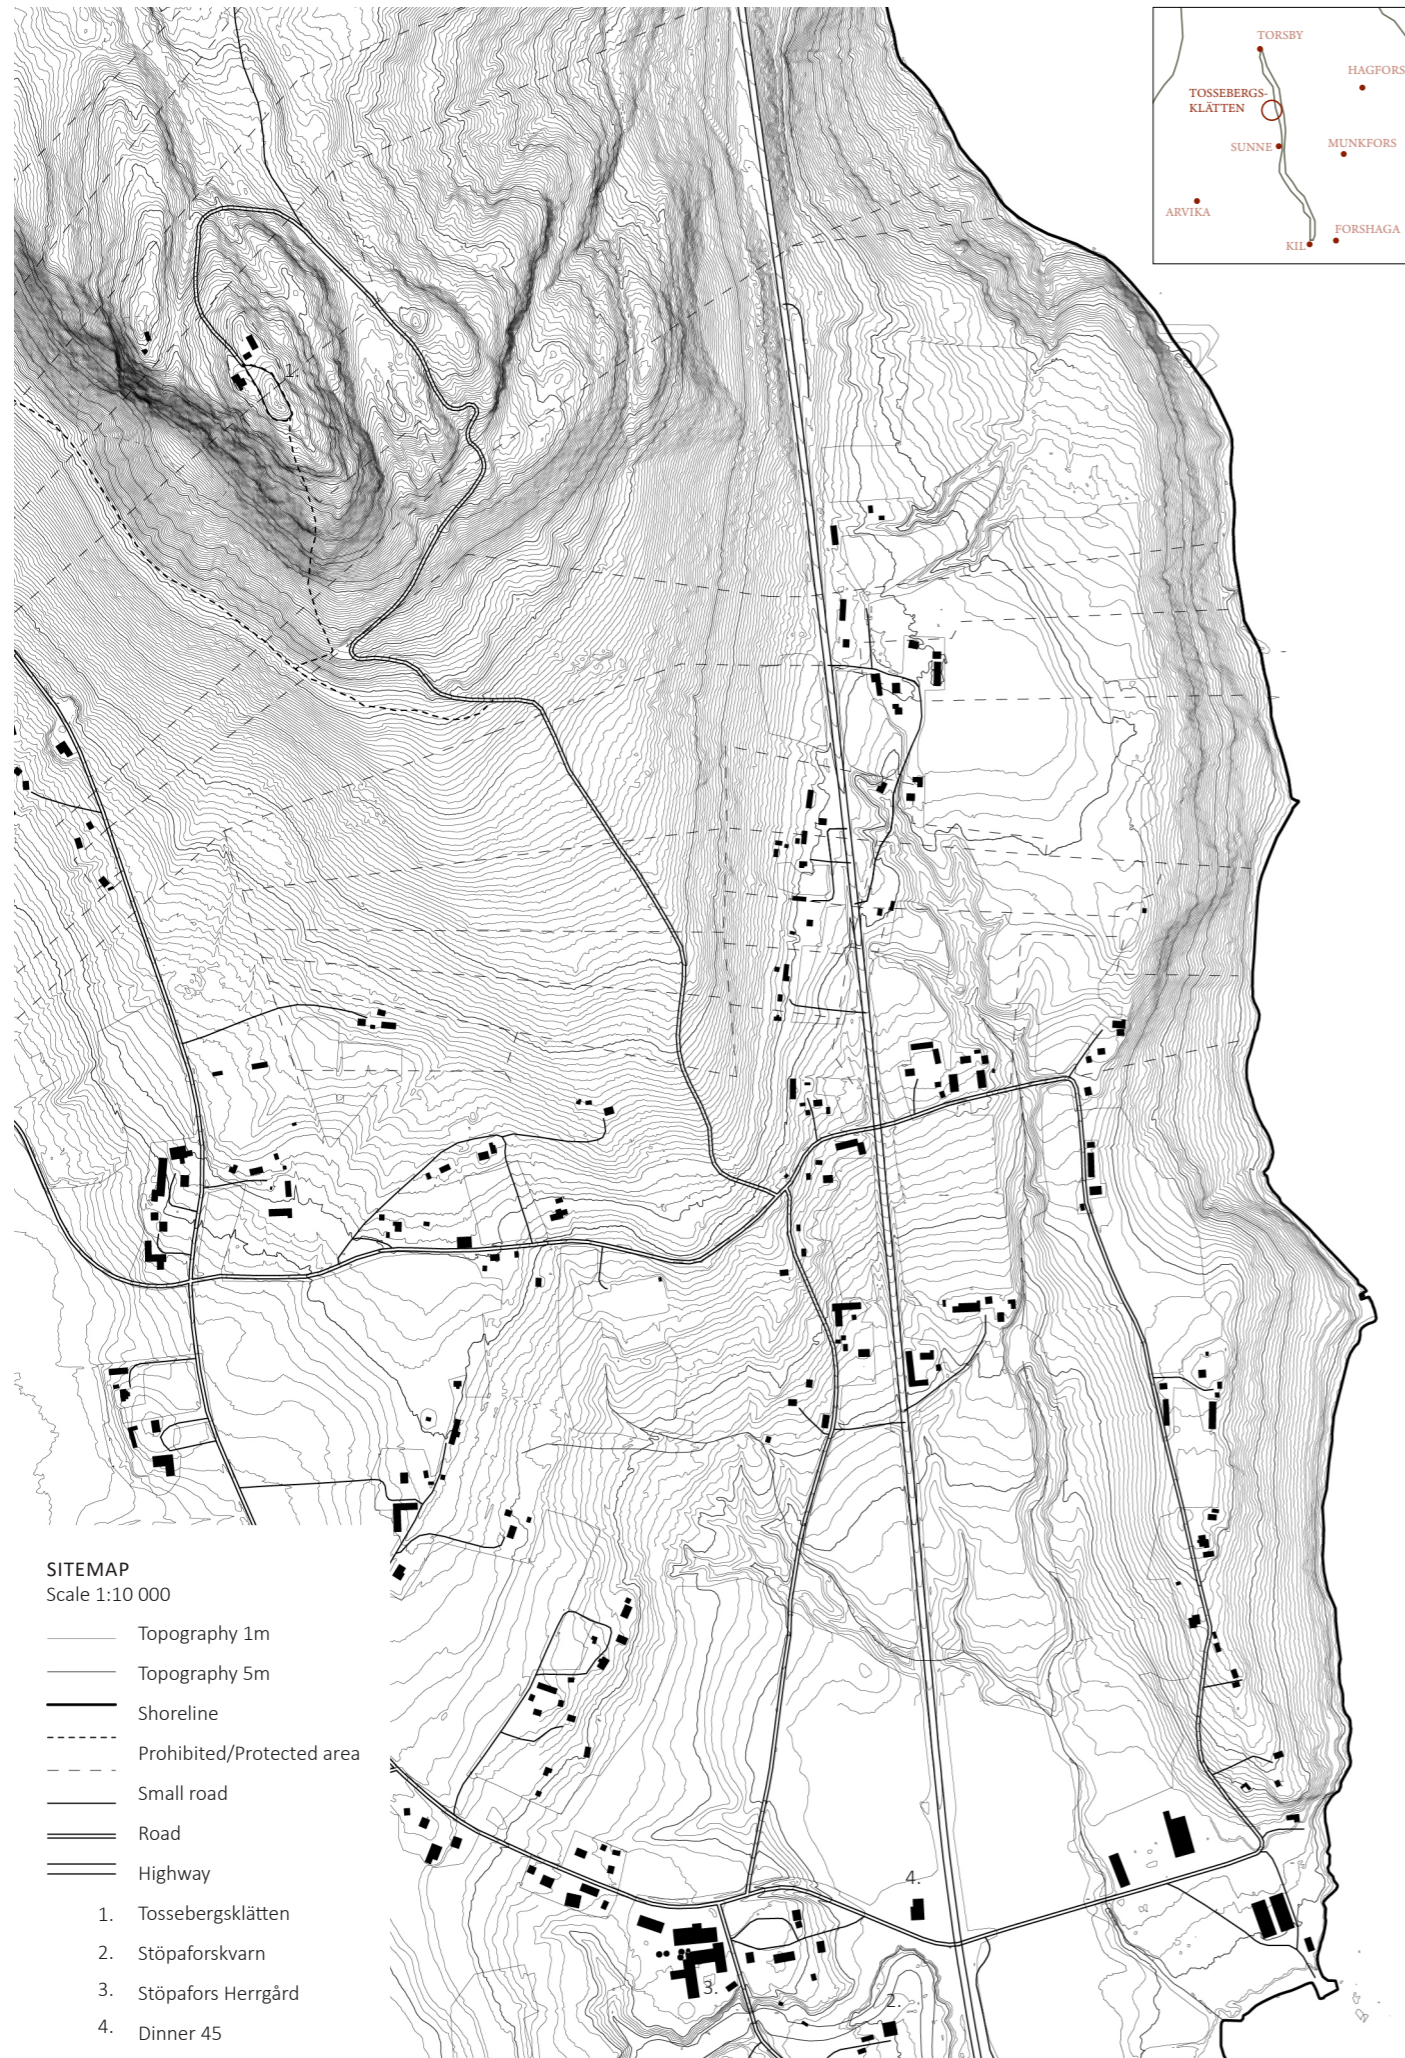 TORSBY
HAGFORS
TOSSEBERGS-
KLÄTTEN
SUNNE
MUNKFORS
ARVIKA
FORSHAGA
KIL
1.
4.
3.
2.
SITEMAP
Scale 1:10 000
Topography 1m
Topography 5m
Shoreline
Prohibited/Protected area
Small road
Road
Highway
1. Tossebergsklätten
2. Stöpaforskvarn
3. Stöpafors Herrgård
4. Dinner 45